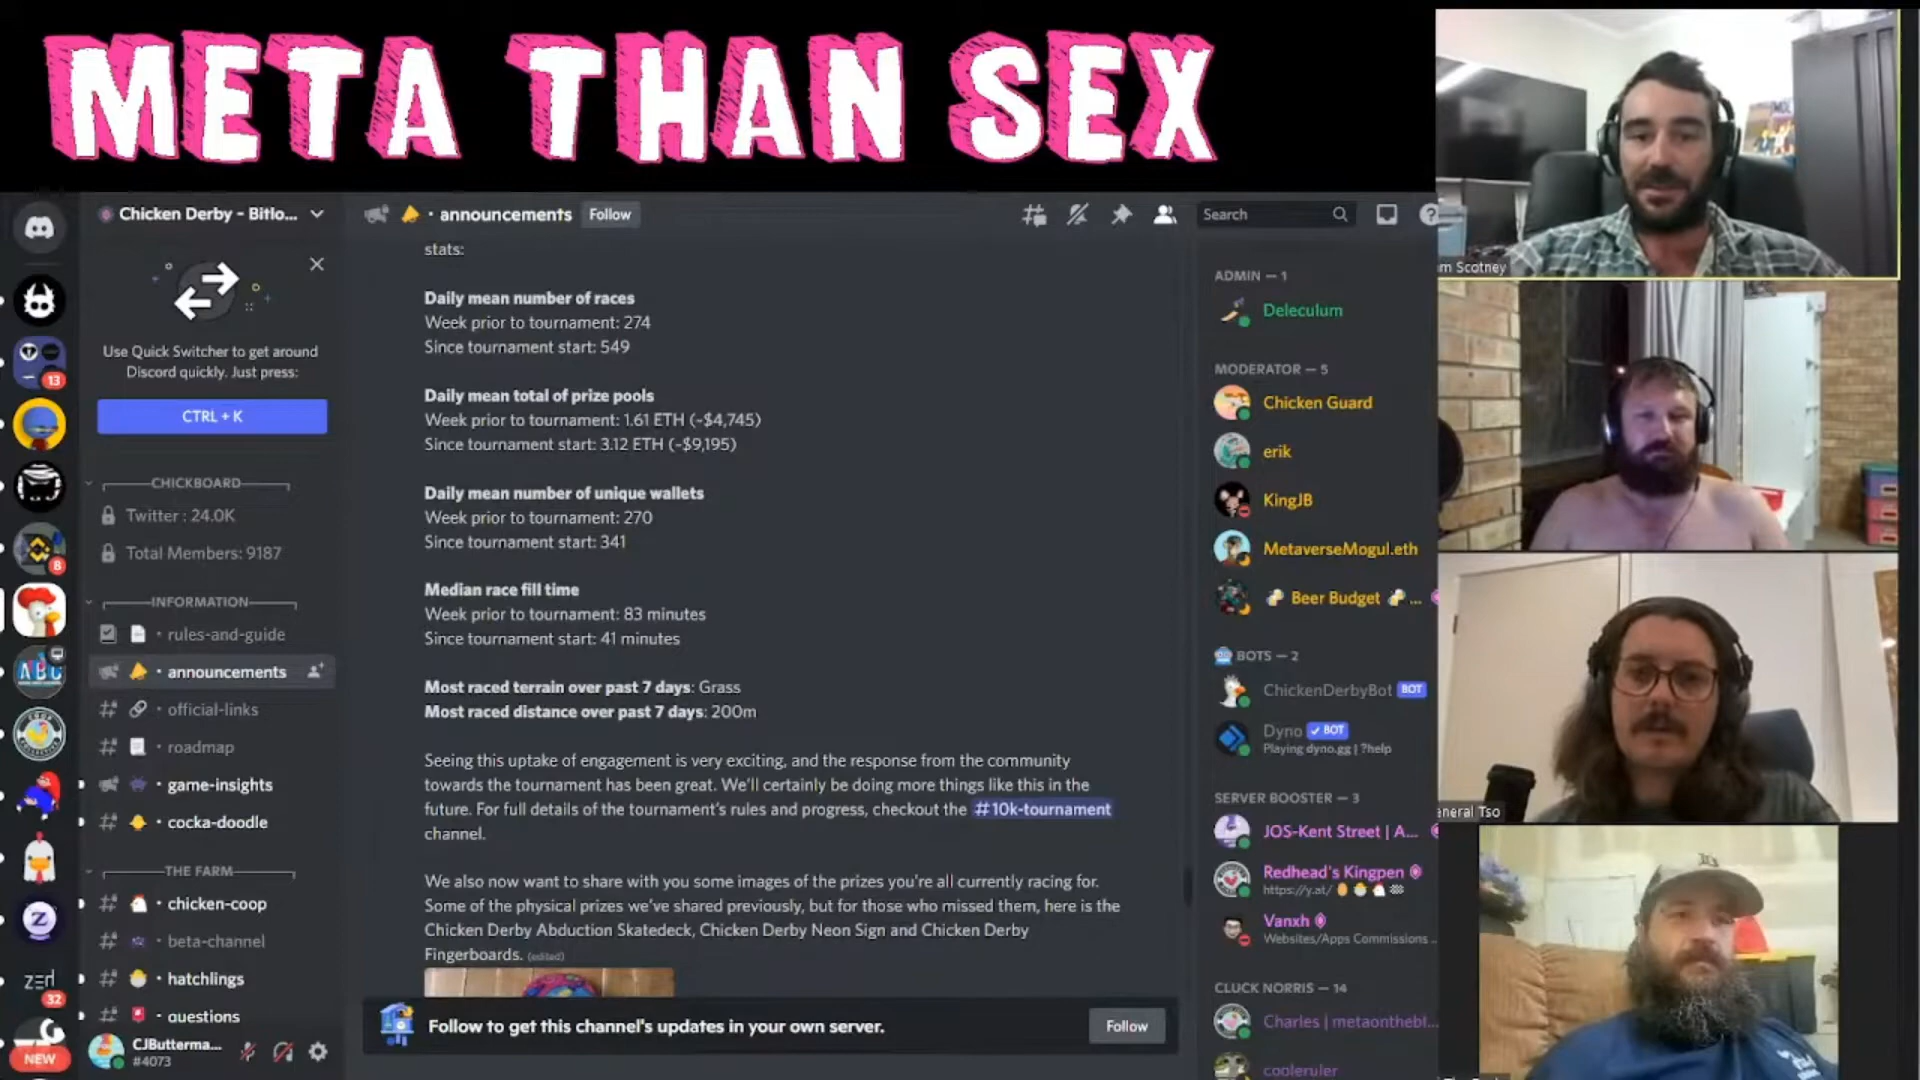 META THAN SEX
Chicken Derby - Bitlo...
announcements
Follow
Search
stats:
Use Quick Switcher to get around
Discord quickly. Just press:
CTRL + K
CHICKBOARD
Twitter : 24.0K
Total Members: 9187
INFORMATION
rules-and-guide
announcements
official-links
roadmap
game-insights
cocka-doodle
THE FARM
chicken-coop
beta-channel
hatchlings
questions
CJButterma...
#4073
13
8
ABC
32
NEW
Daily mean number of races
Week prior to tournament: 274
Since tournament start: 549
Daily mean total of prize pools
Week prior to tournament: 1.61 ETH (~$4,745)
Since tournament start: 3.12 ETH (~$9,195)
Daily mean number of unique wallets
Week prior to tournament: 270
Since tournament start: 341
Median race fill time
Week prior to tournament: 83 minutes
Since tournament start: 41 minutes
Most raced terrain over past 7 days: Grass
Most raced distance over past 7 days: 200m
Seeing this uptake of engagement is very exciting, and the response from the community
towards the tournament has been great. We'll certainly be doing more things like this in the
future. For full details of the tournament's rules and progress, checkout the #10k-tournament
channel.
We also now want to share with you some images of the prizes you're all currently racing for.
Some of the physical prizes we've shared previously, but for those who missed them, here is the
Chicken Derby Abduction Skatedeck, Chicken Derby Neon Sign and Chicken Derby
Fingerboards. (edited)
Follow to get this channel's updates in your own server.
Follow
ADMIN — 1
Deleculum
MODERATOR — 5
Chicken Guard
erik
KingJB
MetaverseMogul.eth
Beer Budget ...
BOTS — 2
ChickenDerbyBot BOT
Dyno BOT
Playing dyno.gg | ?help
SERVER BOOSTER — 3
JOS-Kent Street | A...
Redhead's Kingpen
https://y.at/
Vanxh
Websites/Apps Commissions ...
CLUCK NORRIS — 14
Charles | metaonthebl...
cooleruler
m Scotney
eneral Tso